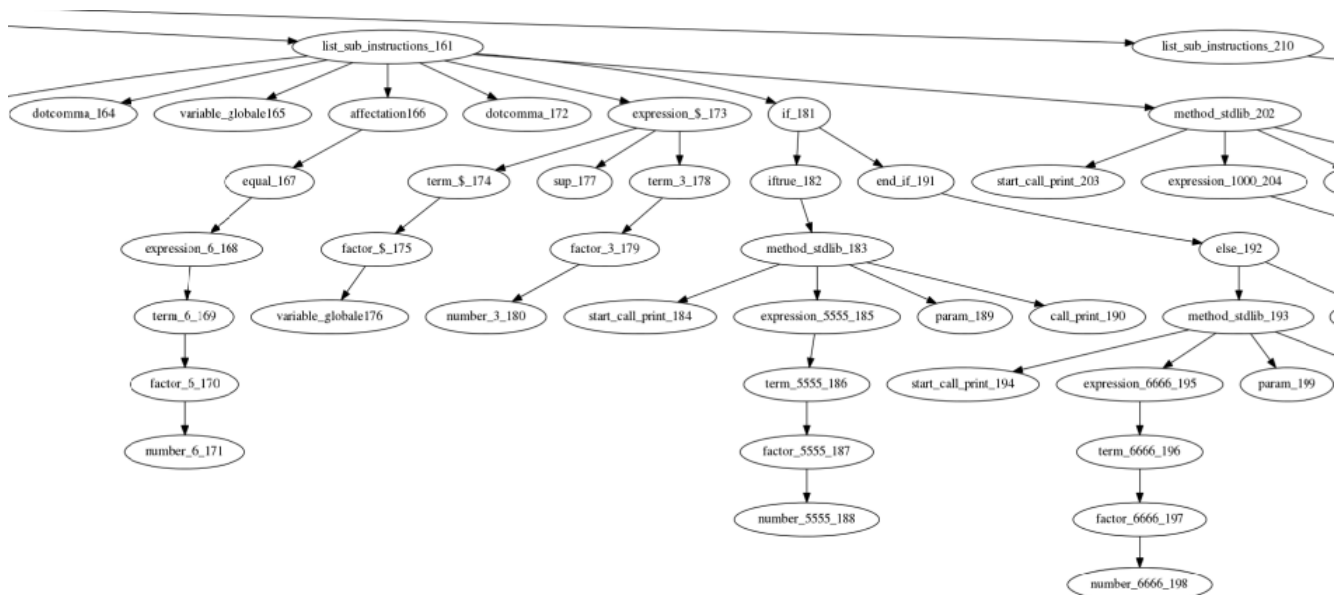 list_sub_instructions_161
list_sub_instructions_210
dotcomma_164
variable_globale165
affectation166
dotcomma_172
expression_$_173
if_181
method_stdlib_202
equal_167
term_$_174
sup_177
term_3_178
iftrue_182
end_if_191
start_call_print_203
expression_1000_204
expression_6_168
factor_$_175
factor_3_179
method_stdlib_183
else_192
term_6_169
variable_globale176
number_3_180
start_call_print_184
expression_5555_185
param_189
call_print_190
method_stdlib_193
factor_6_170
term_5555_186
start_call_print_194
expression_6666_195
param_199
number_6_171
factor_5555_187
term_6666_196
number_5555_188
factor_6666_197
number_6666_198